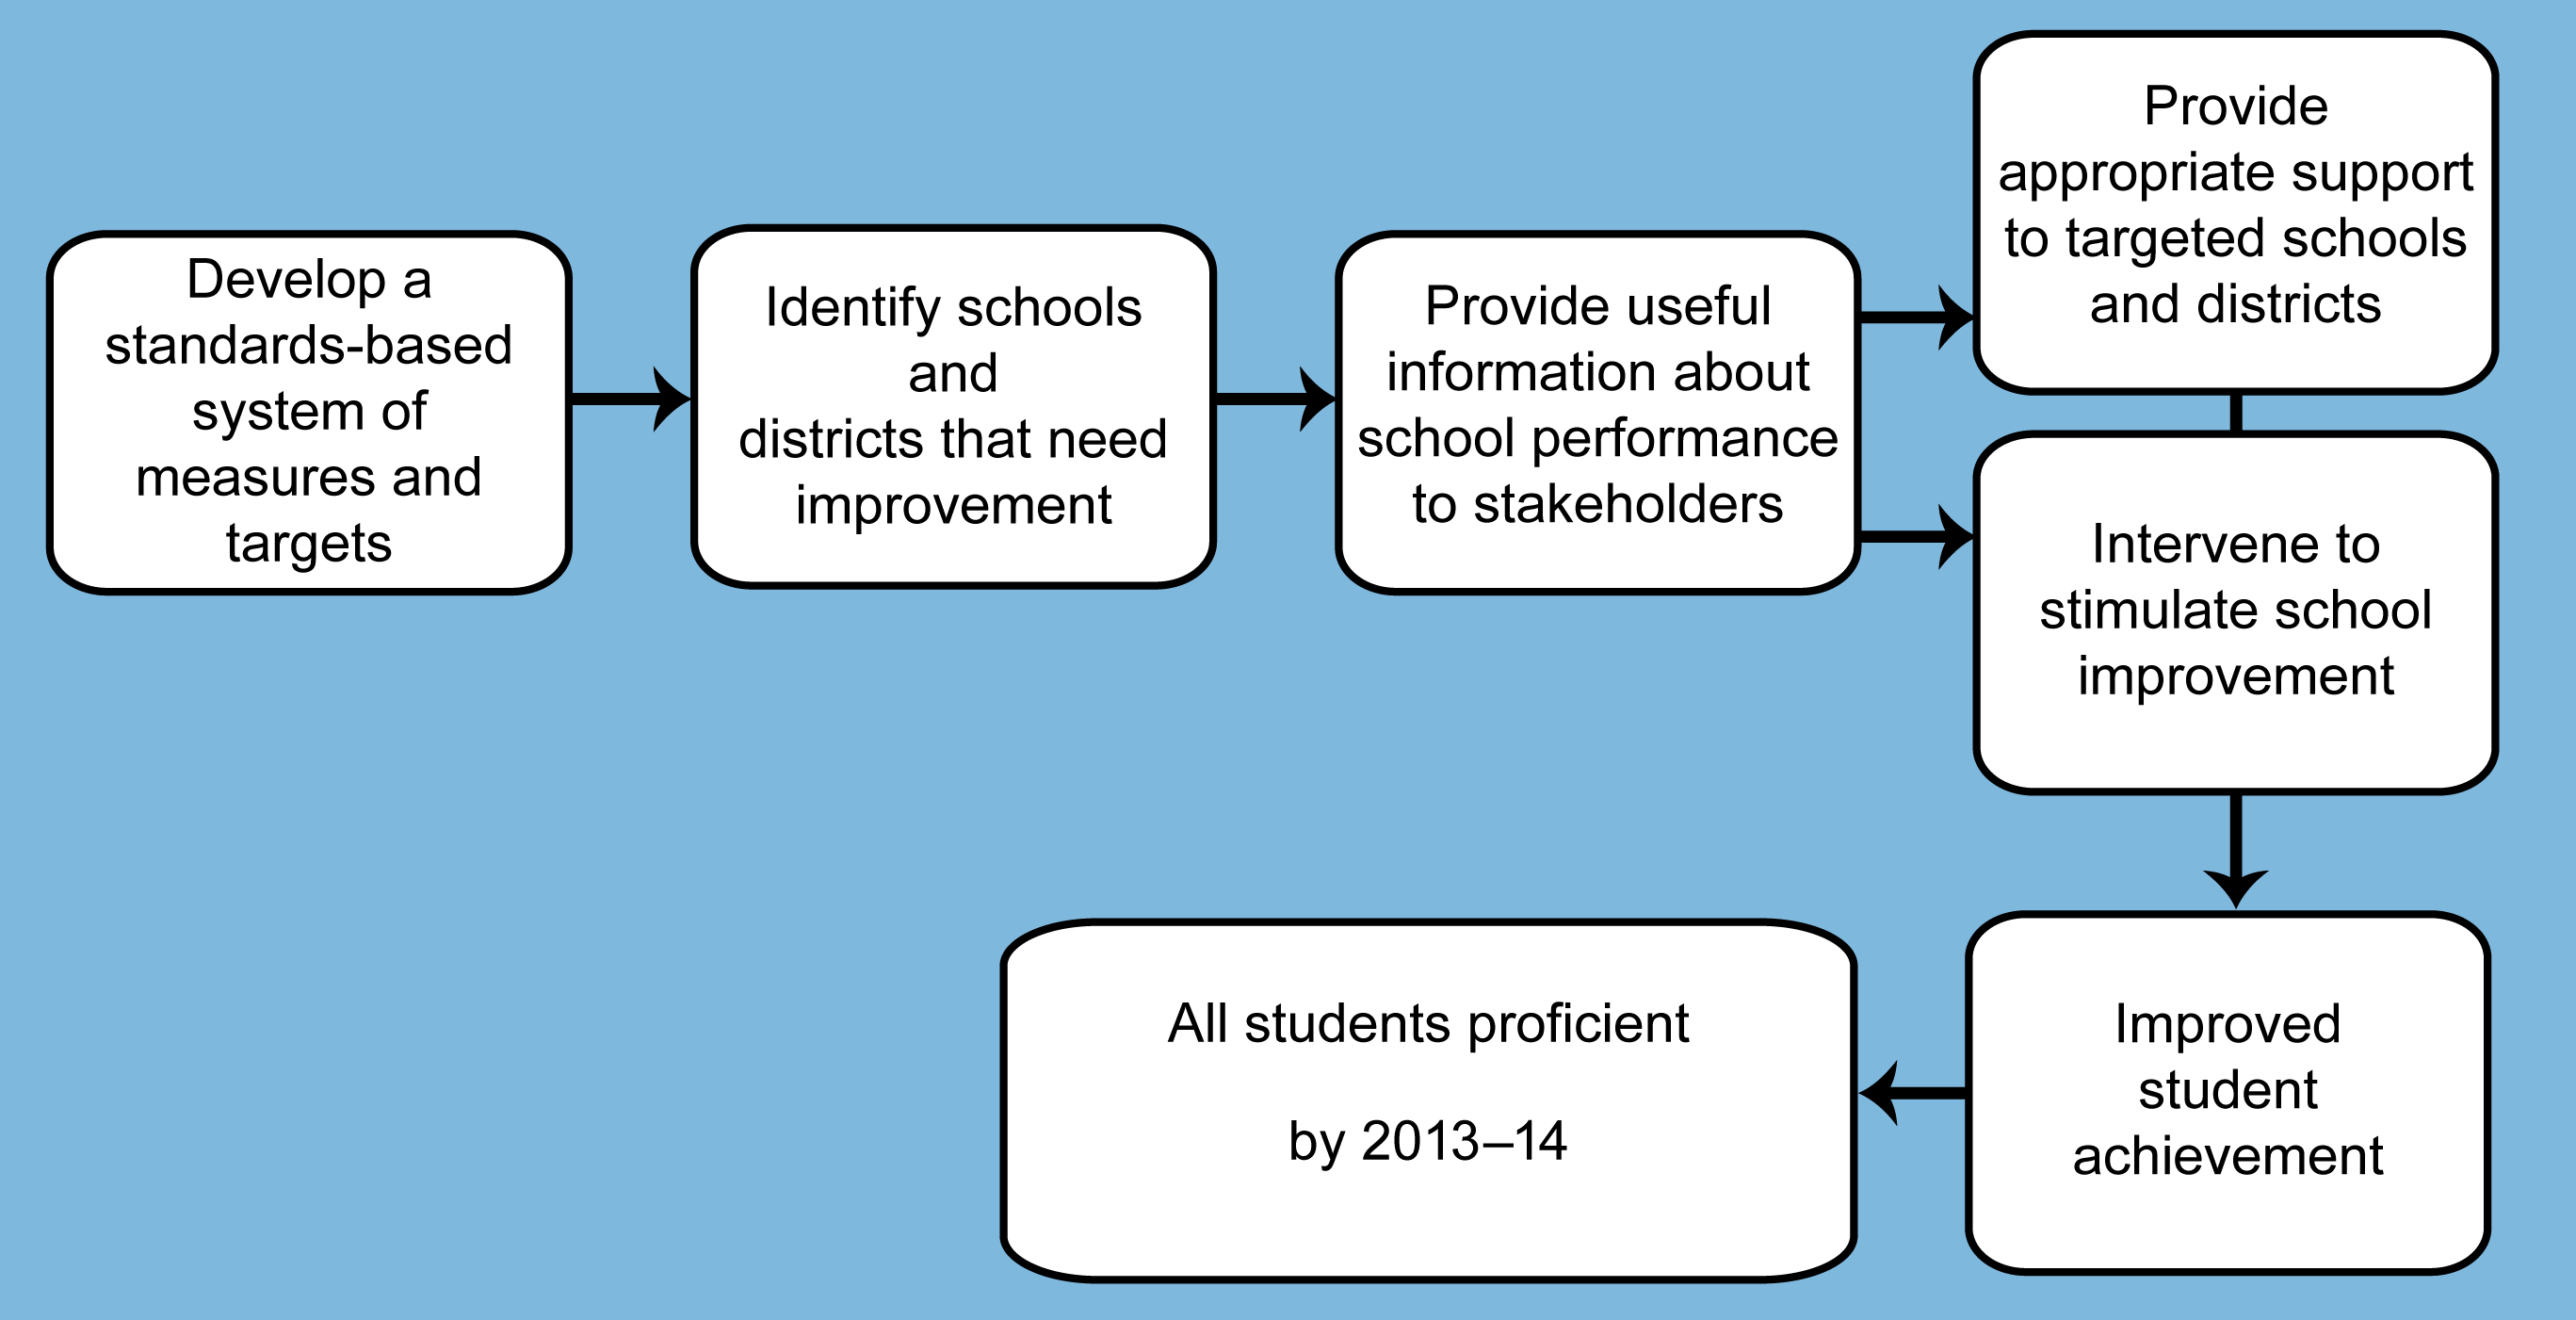 Develop a
standards-based
system of
measures and
targets
Identify schools
and
districts that need
improvement
Provide useful
information about
school performance
to stakeholders
Provide
appropriate support
to targeted schools
and districts
Intervene to
stimulate school
improvement
Improved
student
achievement
All students proficient
by 2013–14